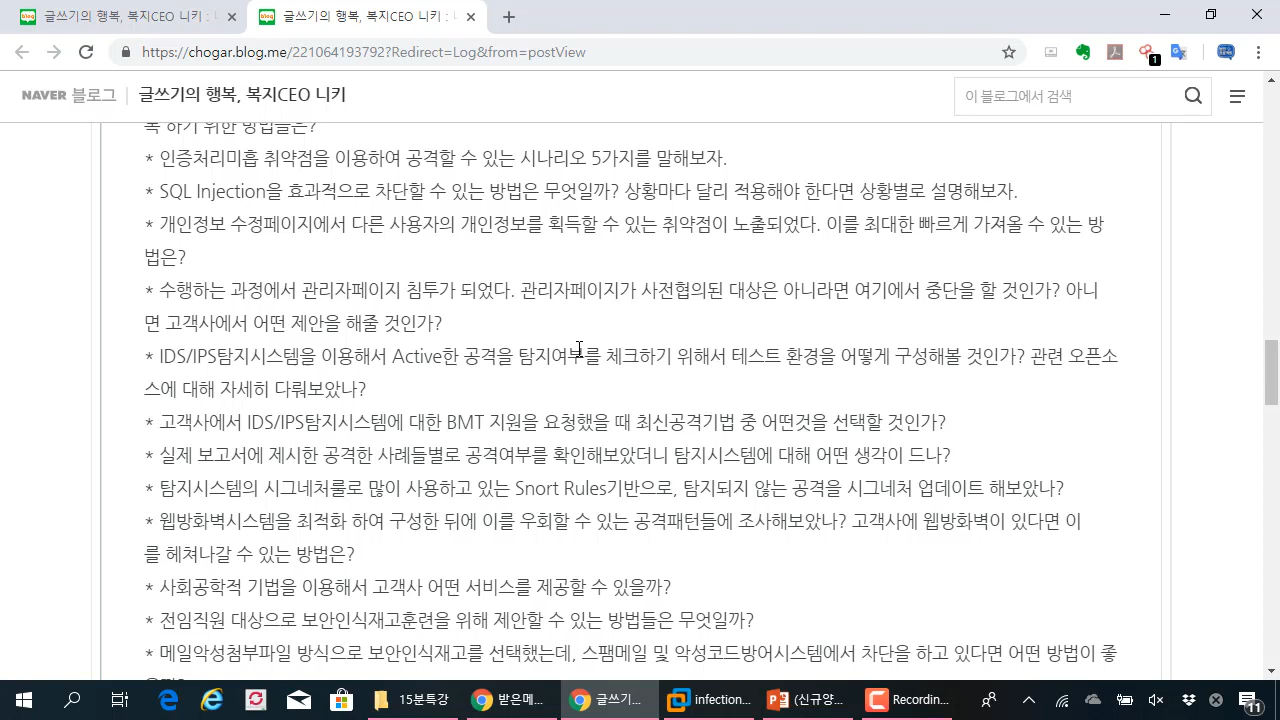 글쓰기의 행복, 복지CEO 니키 : 네
글쓰기의 행복, 복지CEO 니키 : 네
https://chogar.blog.me/221064193792?Redirect=Log&from=postView
1
NAVER 블로그 글쓰기의 행복, 복지CEO 니키
이 블로그에서 검색
복 하기 위한 방법들은?
* 인증처리미흡 취약점을 이용하여 공격할 수 있는 시나리오 5가지를 말해보자.
* SQL Injection을 효과적으로 차단할 수 있는 방법은 무엇일까? 상황마다 달리 적용해야 한다면 상황별로 설명해보자.
* 개인정보 수정페이지에서 다른 사용자의 개인정보를 획득할 수 있는 취약점이 노출되었다. 이를 최대한 빠르게 가져올 수 있는 방
법은?
* 수행하는 과정에서 관리자페이지 침투가 되었다. 관리자페이지가 사전협의된 대상은 아니라면 여기에서 중단을 할 것인가? 아니
면 고객사에서 어떤 제안을 해줄 것인가?
* IDS/IPS탐지시스템을 이용해서 Active한 공격을 탐지여부를 체크하기 위해서 테스트 환경을 어떻게 구성해볼 것인가? 관련 오픈소
스에 대해 자세히 다뤄보았나?
* 고객사에서 IDS/IPS탐지시스템에 대한 BMT 지원을 요청했을 때 최신공격기법 중 어떤것을 선택할 것인가?
* 실제 보고서에 제시한 공격한 사례들별로 공격여부를 확인해보았더니 탐지시스템에 대해 어떤 생각이 드나?
* 탐지시스템의 시그네처룰로 많이 사용하고 있는 Snort Rules기반으로, 탐지되지 않는 공격을 시그네처 업데이트 해보았나?
* 웹방화벽시스템을 최적화 하여 구성한 뒤에 이를 우회할 수 있는 공격패턴들에 조사해보았나? 고객사에 웹방화벽이 있다면 이
를 헤쳐나갈 수 있는 방법은?
* 사회공학적 기법을 이용해서 고객사 어떤 서비스를 제공할 수 있을까?
* 전임직원 대상으로 보안인식재고훈련을 위해 제안할 수 있는 방법들은 무엇일까?
* 메일악성첨부파일 방식으로 보안인식재고를 선택했는데, 스팸메일 및 악성코드방어시스템에서 차단을 하고 있다면 어떤 방법이 좋
15분특강 받은메... 글쓰기... infection... (신규양... Recordin... 11